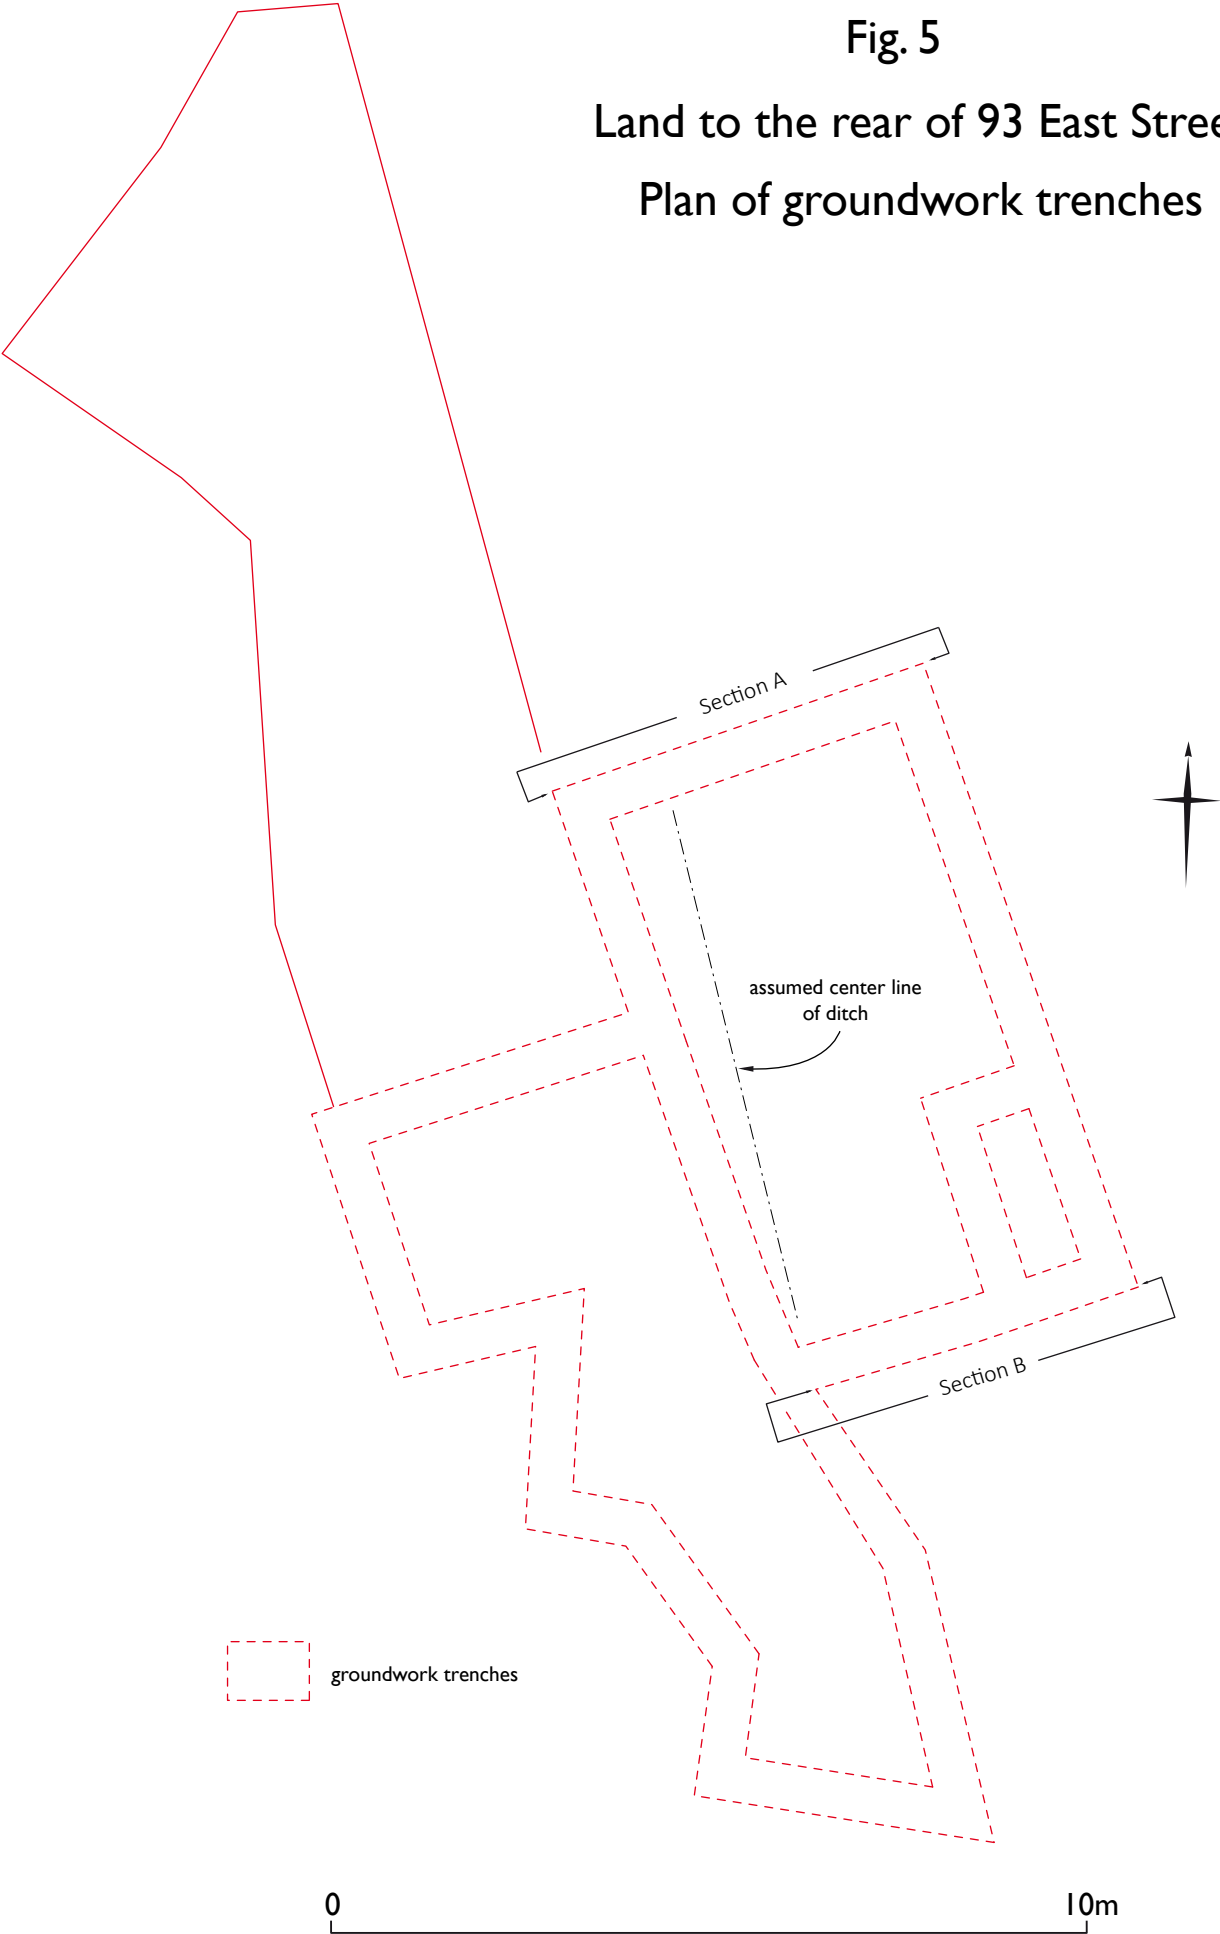 Fig. 5
Land to the rear of 93 East
Plan of groundwork trenches
Section A
assumed center line
of ditch
Section B
groundwork trenches
0
10m